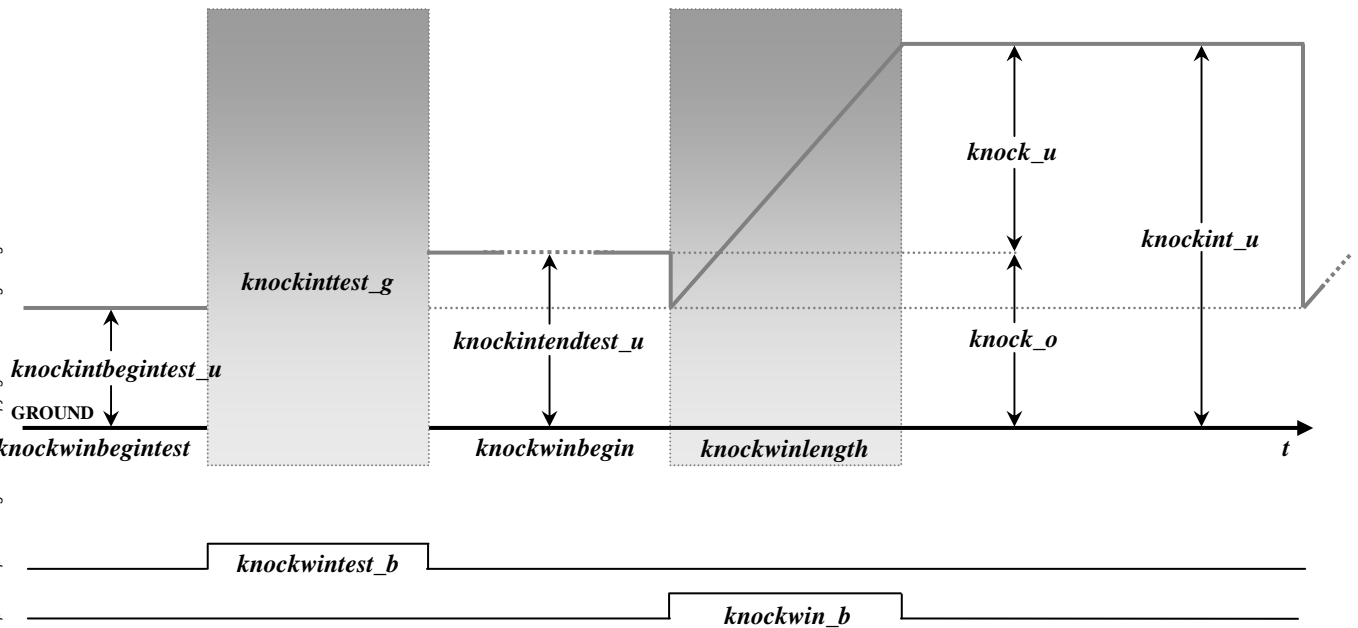 knock_u
knockint_u
knockinttest_g
knockintendtest_u
knock_o
knockintbegintest_u
GROUND
knockwinbegintest
knockwinbegin
knockwinlength
t
knockwintest_b
knockwin_b